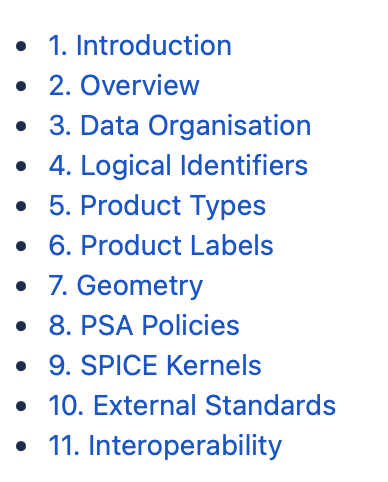 1. Introduction
2. Overview
3. Data Organisation
4. Logical Identifiers
5. Product Types
6. Product Labels
7. Geometry
8. PSA Policies
9. SPICE Kernels
10. External Standards
11. Interoperability